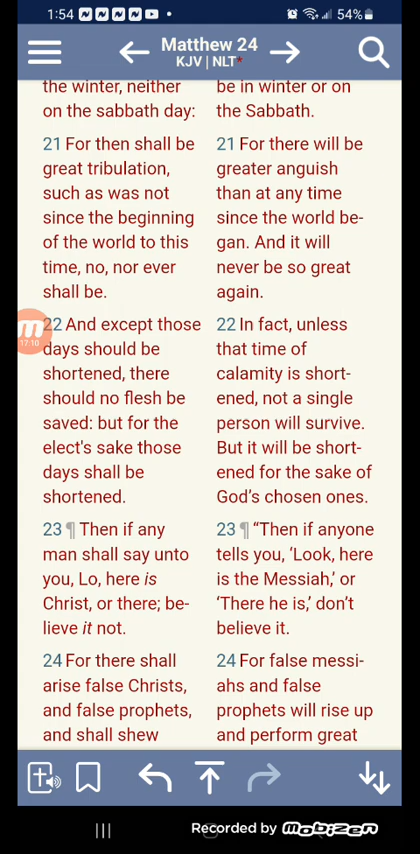 1:54 54%
Matthew 24
KJV | NLT*
the winter, neither
on the sabbath day:
21 For then shall be
great tribulation,
such as was not
since the beginning
of the world to this
time, no, nor ever
shall be.
22 And except those
days should be
shortened, there
should no flesh be
saved: but for the
elect's sake those
days shall be
shortened.
23 ¶ Then if any
man shall say unto
you, Lo, here is
Christ, or there; be-
lieve it not.
24 For there shall
arise false Christs,
and false prophets,
and shall shew
be in winter or on
the Sabbath.
21 For there will be
greater anguish
than at any time
since the world be-
gan. And it will
never be so great
again.
22 In fact, unless
that time of
calamity is short-
ened, not a single
person will survive.
But it will be short-
ened for the sake of
God’s chosen ones.
23 ¶ “Then if anyone
tells you, ‘Look, here
is the Messiah,’ or
‘There he is,’ don’t
believe it.
24 For false messi-
ahs and false
prophets will rise up
and perform great
17:10
Recorded by mobizen